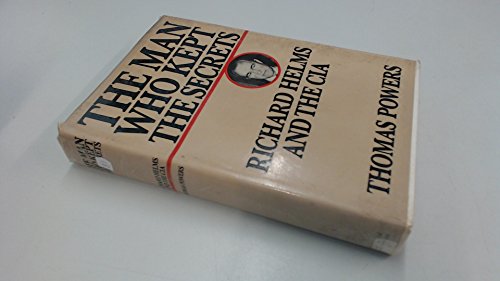 THE MAN
WHO KEPT
THE SECRETS
RICHARD HELMS
AND THE CIA
THOMAS POWERS